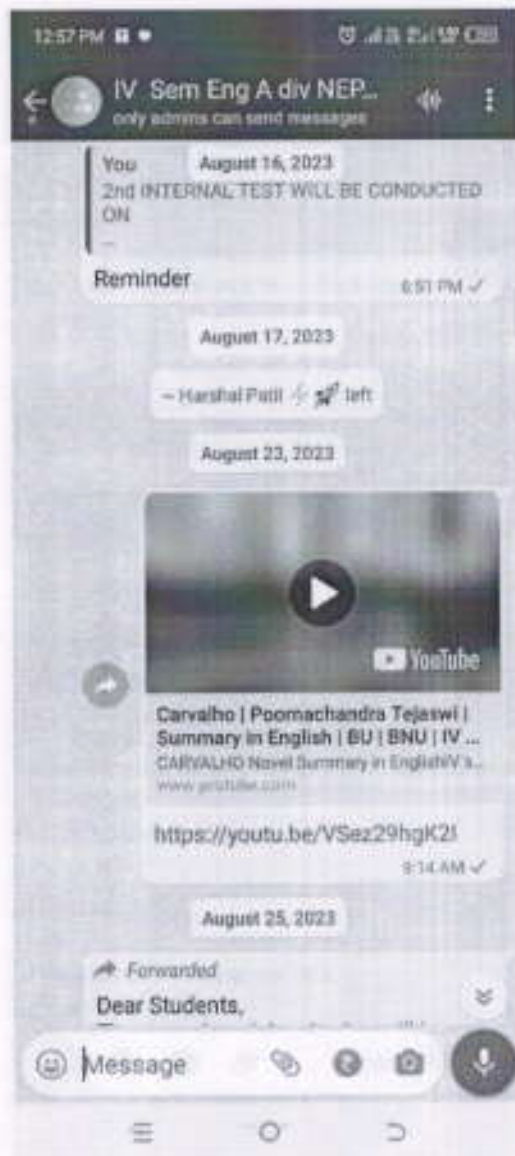 12:57 PM
IV Sem Eng A div NEP...
only admins can send messages
August 16, 2023
You
2nd INTERNAL TEST WILL BE CONDUCTED
ON
...
Reminder
6:51 PM
August 17, 2023
~ Harshal Patil left
August 23, 2023
YouTube
Carvalho | Poornachandra Tejaswi |
Summary in English | BU | BNU | IV ...
CARVALHO Novel Summary in EnglishIV s...
www.youtube.com
https://youtu.be/VSez29hgK2I
9:14 AM
August 25, 2023
Forwarded
Dear Students,
Message